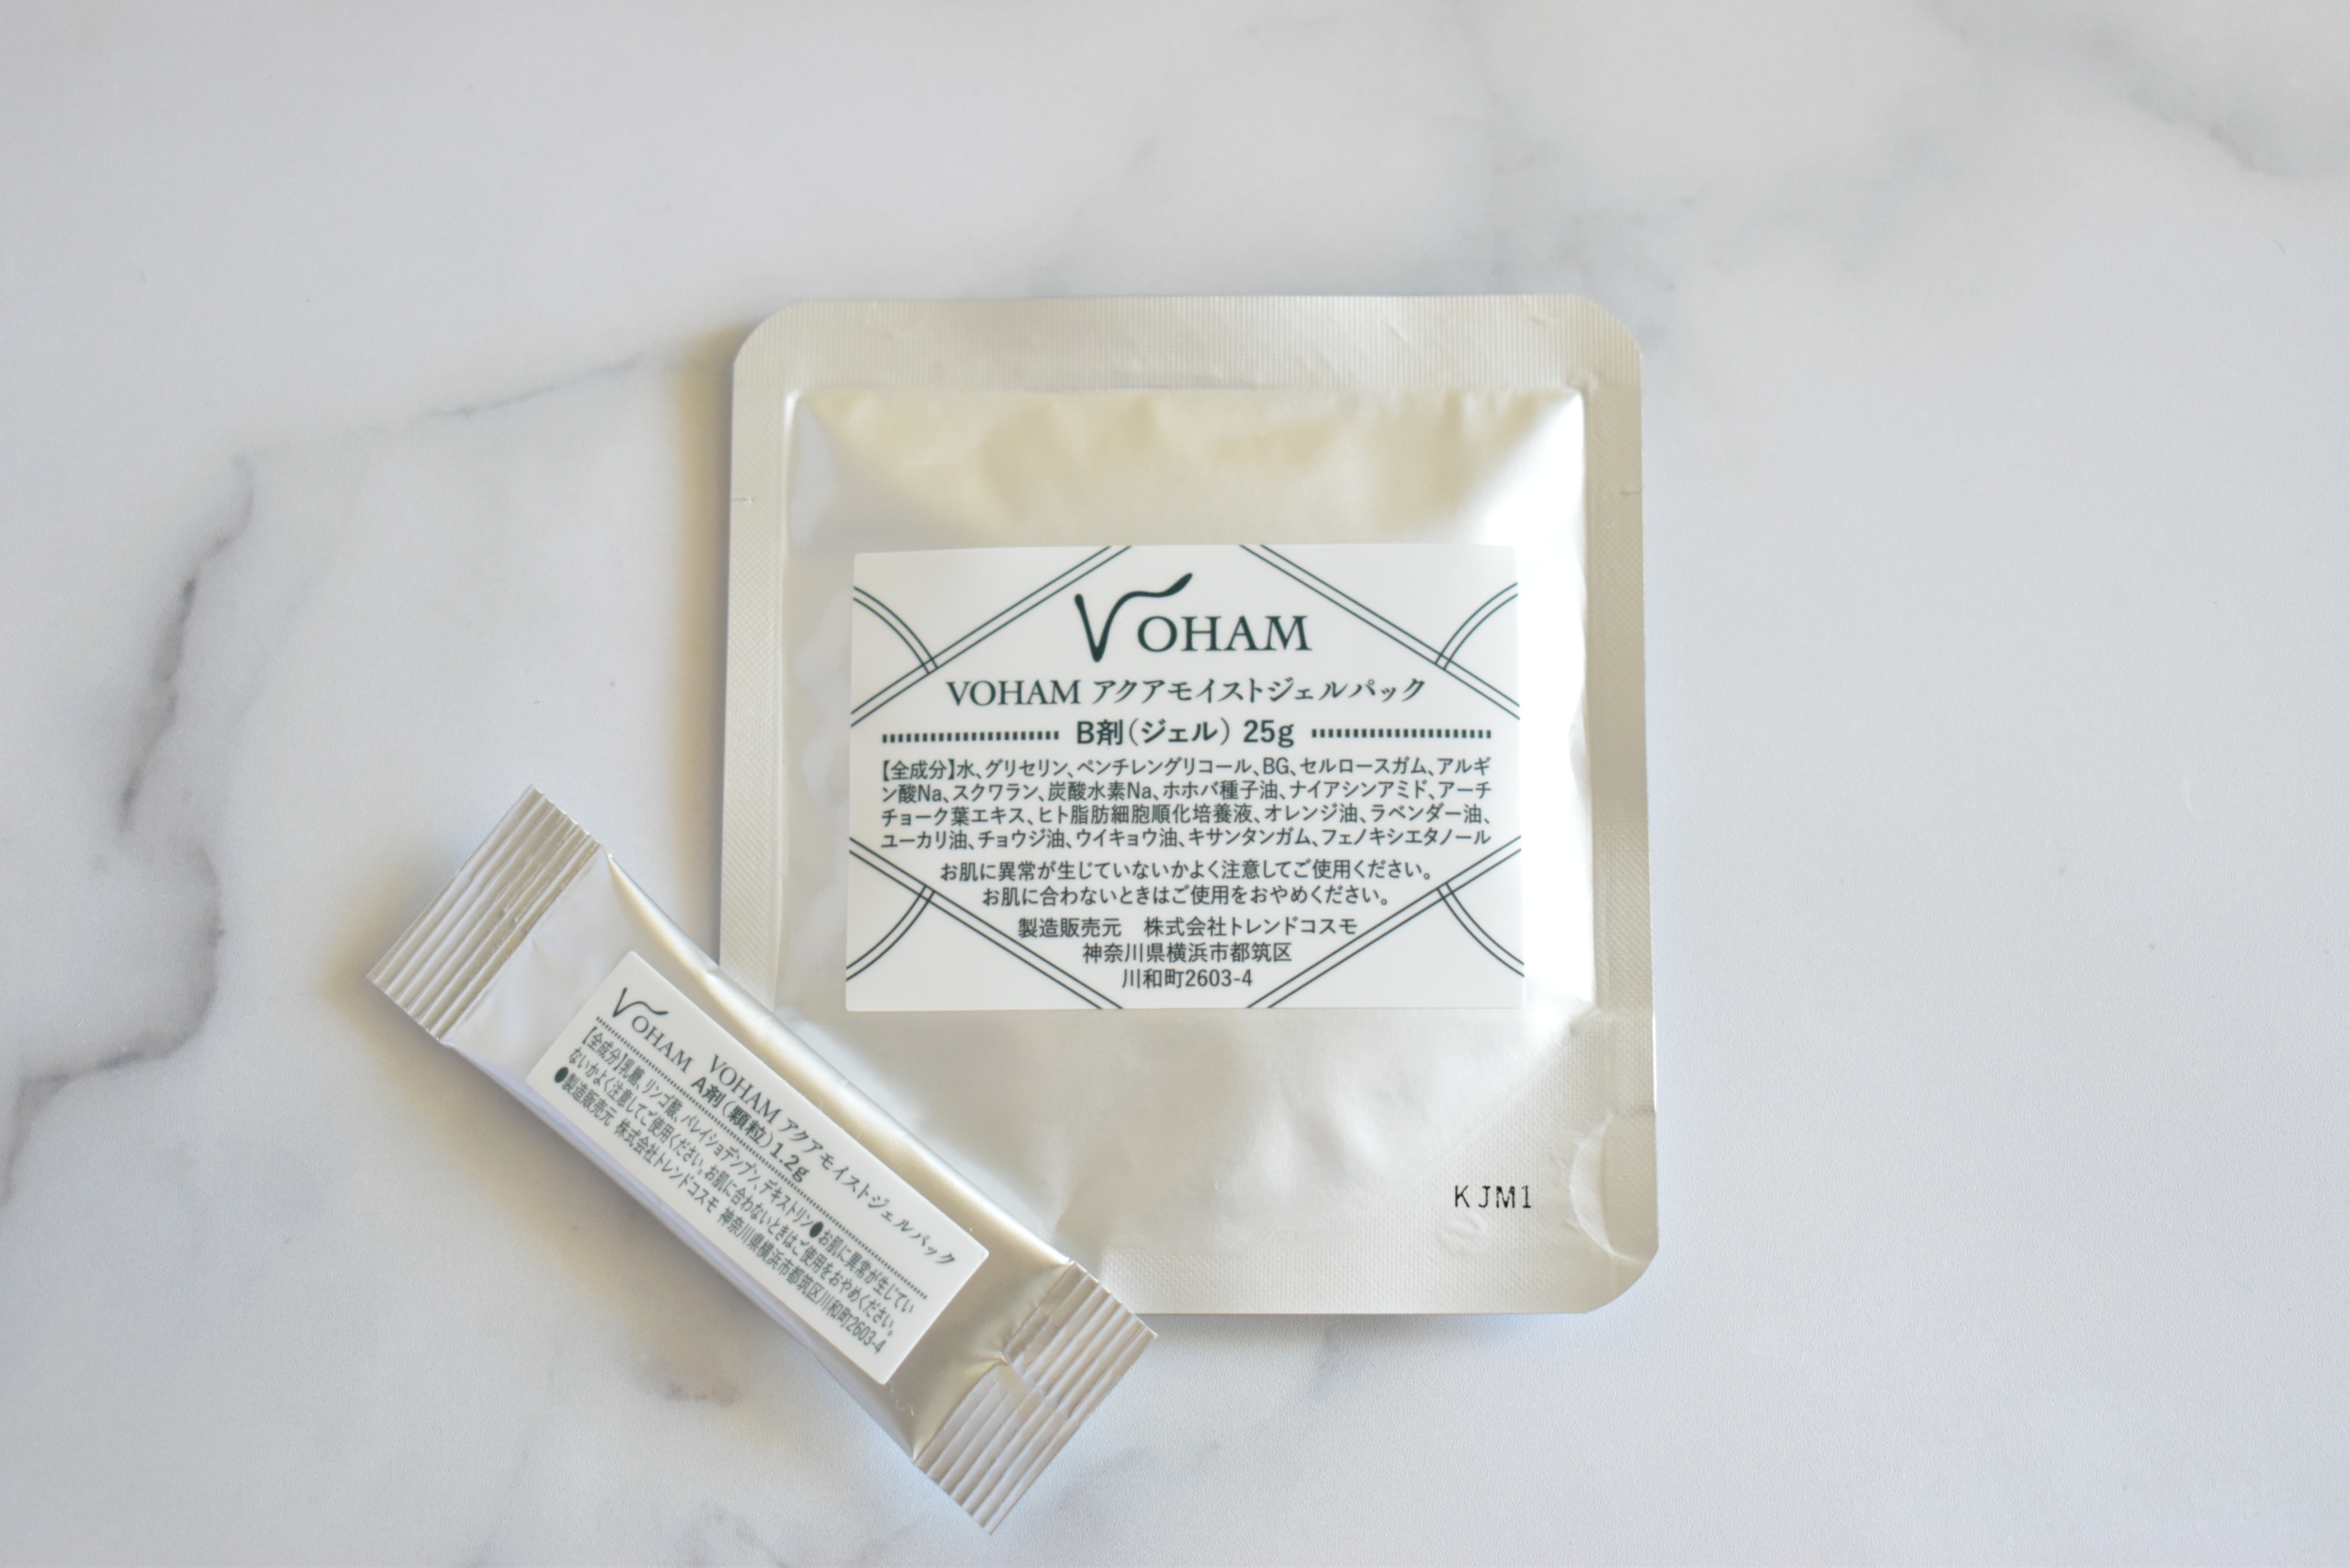 VOHAM
VOHAM アクアモイストジェルパック
B剤(ジェル) 25g
【全成分】水、グリセリン、ペンチレングリコール、BG、セルロースガム、アルギ
ン酸Na、スクワラン、炭酸水素Na、ホホバ種子油、ナイアシンアミド、アーチ
チョーク葉エキス、ヒト脂肪細胞順化培養液、オレンジ油、ラベンダー油、
ユーカリ油、チョウジ油、ウイキョウ油、キサンタンガム、フェノキシエタノール
お肌に異常が生じていないかよく注意してご使用ください。
お肌に合わないときはご使用をおやめください。
製造販売元　株式会社トレンドコスモ
神奈川県横浜市都筑区
川和町2603-4
KJM1
VOHAM VOHAM アクアモイストジェルパック
A剤(顆粒)1.2g
【全成分】乳糖、リンゴ酸、バレイショデンプン、デキストリン●お肌に異常が生じてい
ないかよく注意してご使用ください。お肌に合わないときはご使用をおやめください。
●製造販売元 株式会社トレンドコスモ 神奈川県横浜市都筑区川和町2603-4